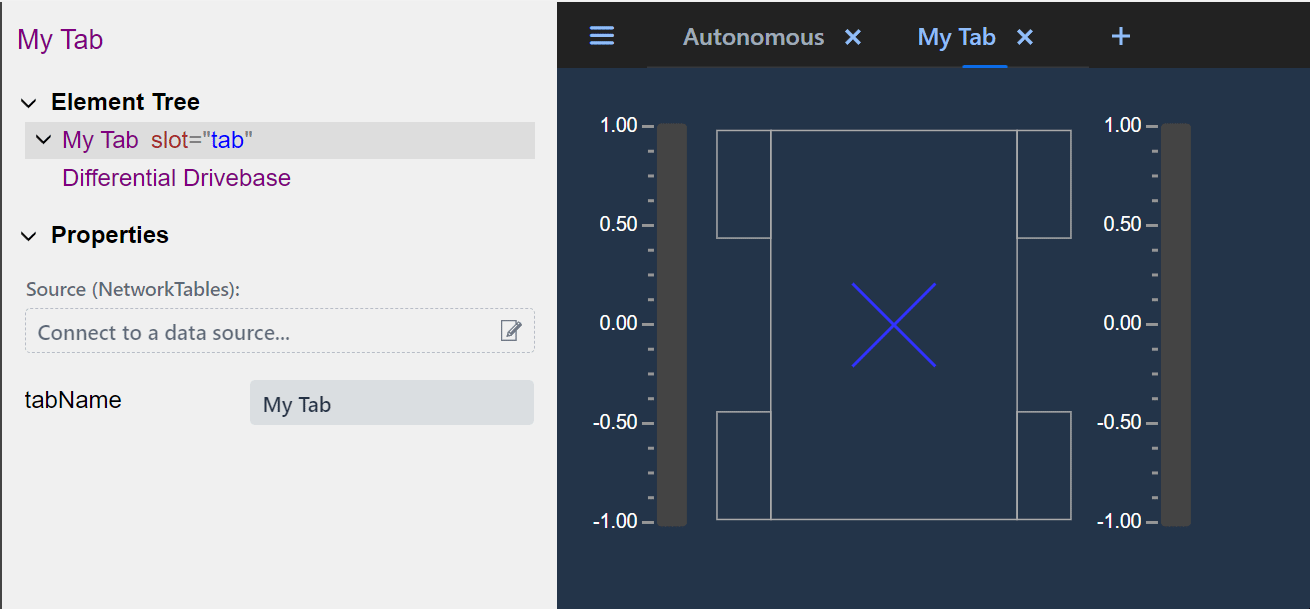 My Tab
Element Tree
My Tab slot="tab"
Differential Drivebase
Properties
Source (NetworkTables):
Connect to a data source...
tabName My Tab
Autonomous My Tab
1.00 1.00
0.50 0.50
0.00 0.00
-0.50 -0.50
-1.00 -1.00